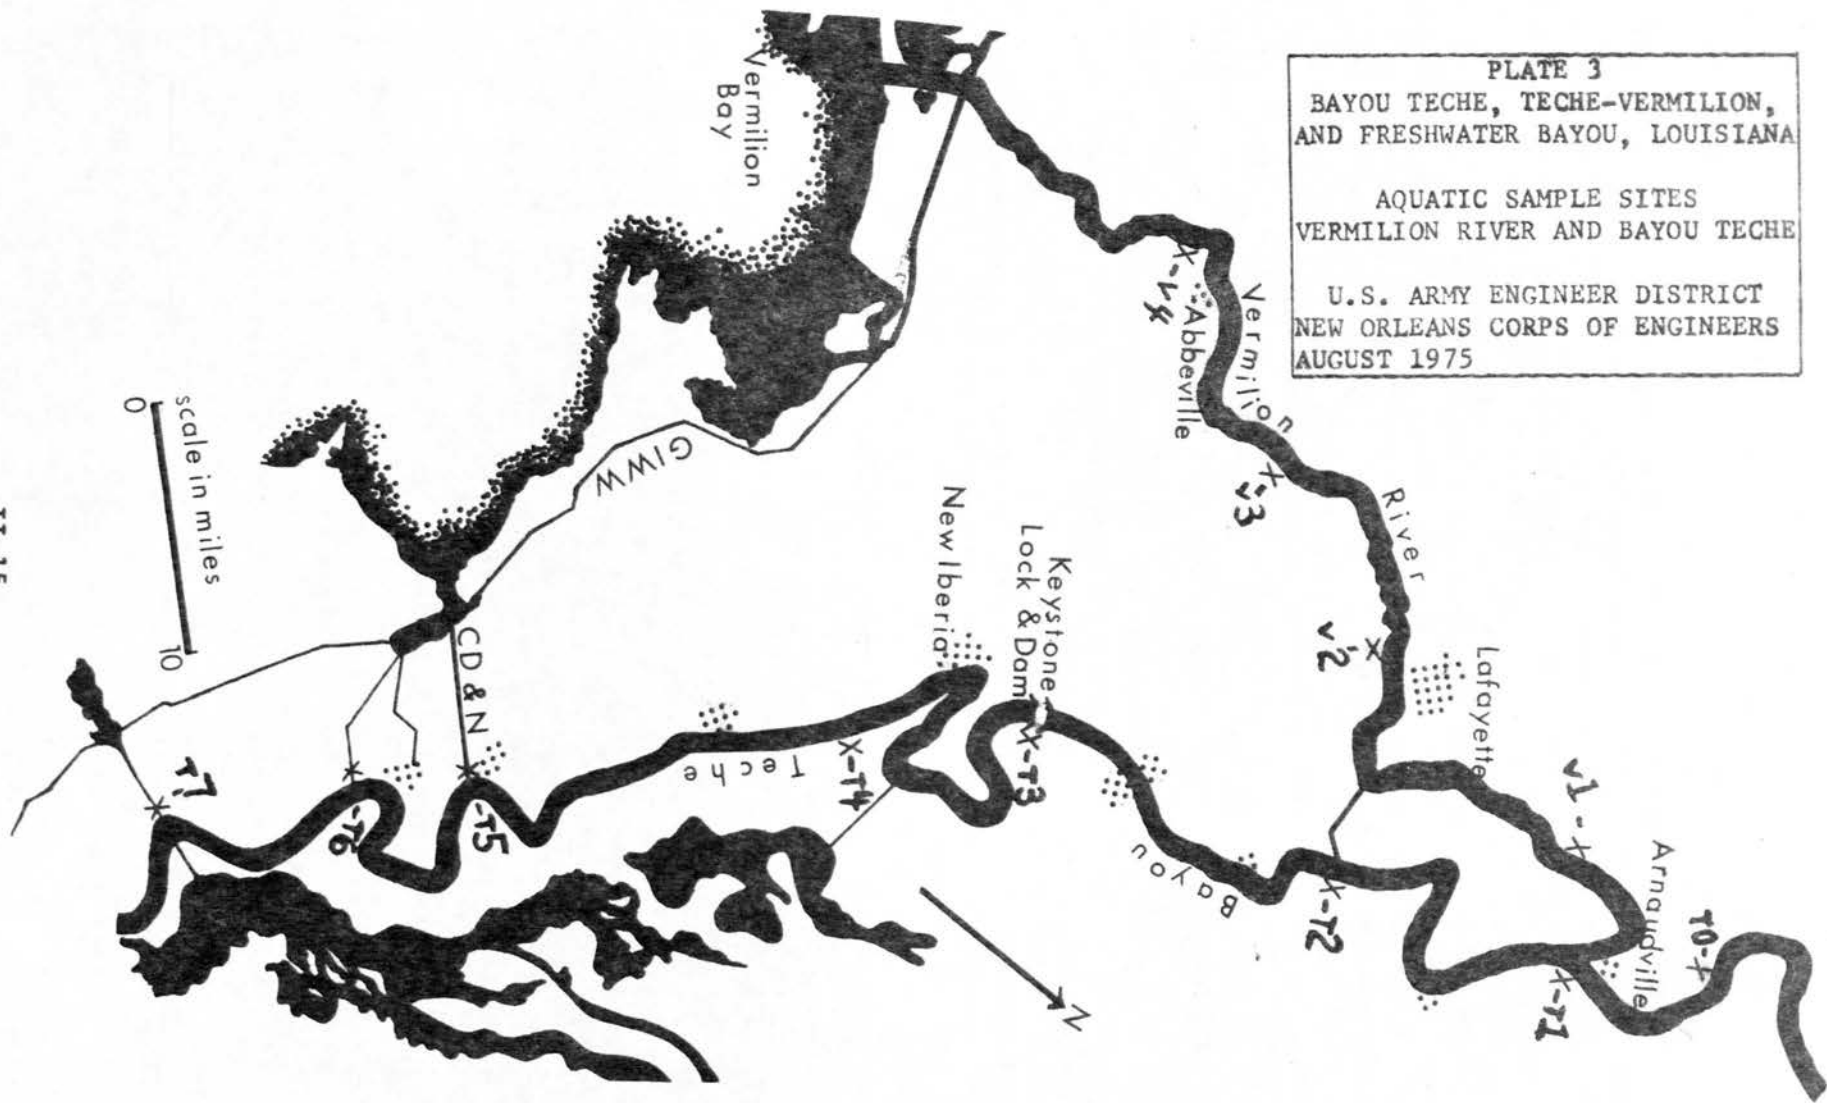 PLATE 3
BAYOU TECHE, TECHE-VERMILION,
AND FRESHWATER BAYOU, LOUISIANA
AQUATIC SAMPLE SITES
VERMILION RIVER AND BAYOU TECHE
U.S. ARMY ENGINEER DISTRICT
NEW ORLEANS CORPS OF ENGINEERS
AUGUST 1975
Vermilion
Bay
X-V4
Abbeville
Vermilion
River
X-V3
X V2
Lafayette
V1-X
Arnaudville
T0-X
X-T1
X-T2
Bayou
Keystone
Lock & Dam
X-T3
New Iberia
X-T4
Teche
GIWW
CD & N
X-T5
X-T6
T7
X
scale in miles
0
10
N